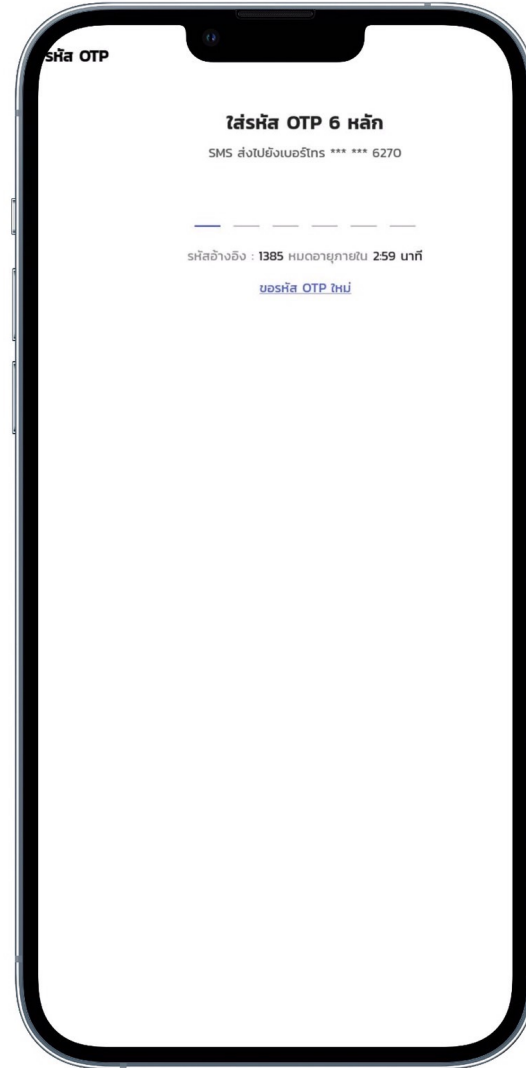 รหัส OTP
ใส่รหัส OTP 6 หลัก
SMS ส่งไปยังเบอร์โทร *** *** 6270
รหัสอ้างอิง : 1385 หมดอายุภายใน 2:59 นาที
ขอรหัส OTP ใหม่